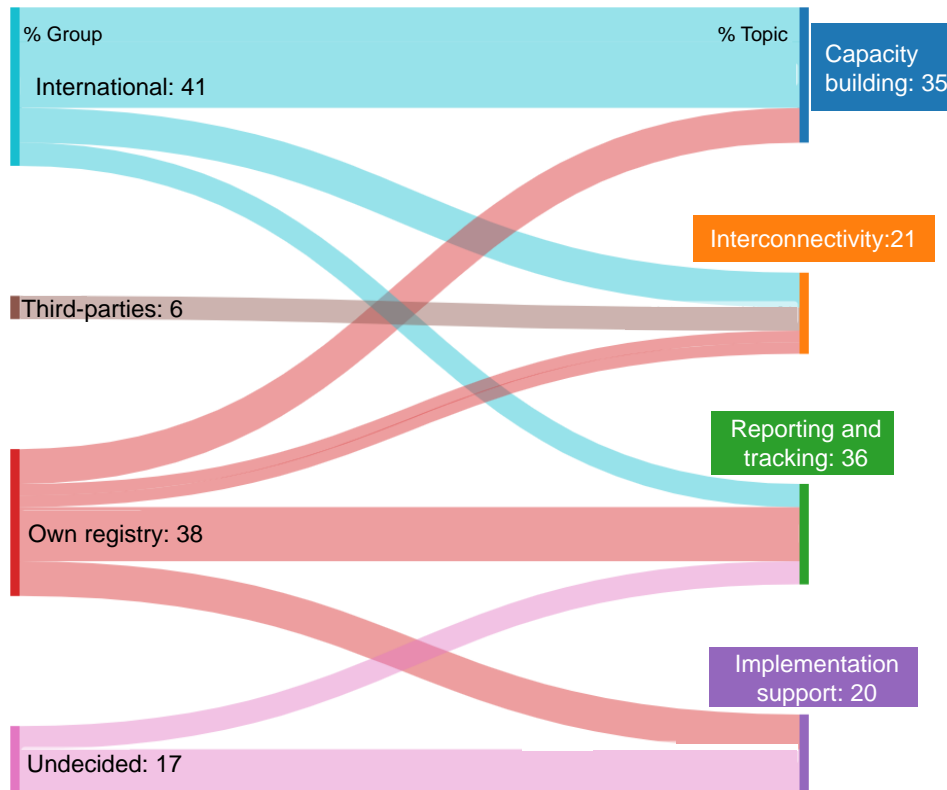 % Group
% Topic
International: 41
Capacity
building: 35
Interconnectivity:21
Third-parties: 6
Reporting and
tracking: 36
Own registry: 38
Implementation
support: 20
Undecided: 17